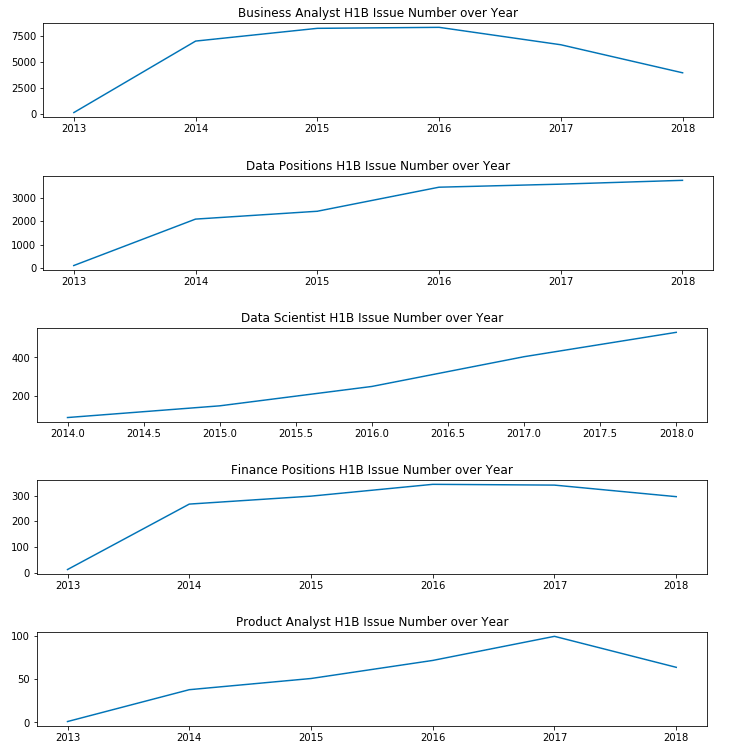 Business Analyst H1B Issue Number over Year
7500
5000
2500
0
2013 2014 2015 2016 2017 2018
Data Positions H1B Issue Number over Year
3000
2000
1000
0
2013 2014 2015 2016 2017 2018
Data Scientist H1B Issue Number over Year
400
200
2014.0 2014.5 2015.0 2015.5 2016.0 2016.5 2017.0 2017.5 2018.0
Finance Positions H1B Issue Number over Year
300
200
100
0
2013 2014 2015 2016 2017 2018
Product Analyst H1B Issue Number over Year
100
50
0
2013 2014 2015 2016 2017 2018